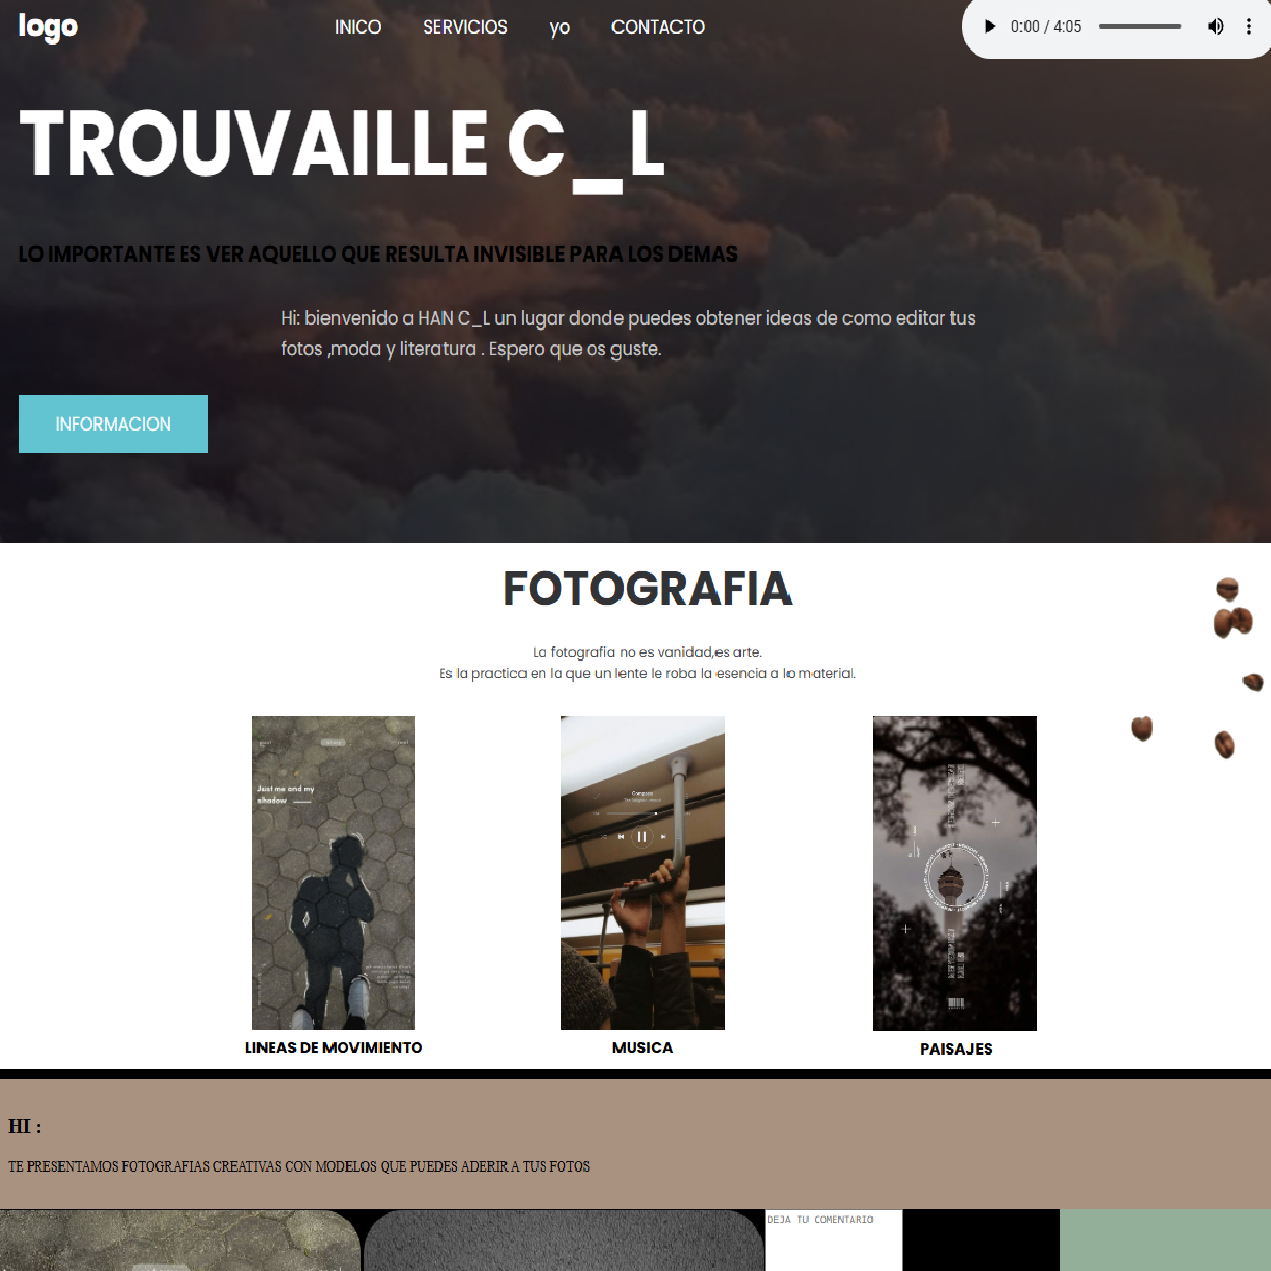 logo
INICO SERVICIOS yo CONTACTO
0:00 / 4:05
TROUVAILLE C_L
LO IMPORTANTE ES VER AQUELLO QUE RESULTA INVISIBLE PARA LOS DEMAS
Hi: bienvenido a HAN C_L un lugar donde puedes obtener ideas de como editar tus
fotos ,moda y literatura . Espero que os guste.
INFORMACION
FOTOGRAFIA
La fotografia no es vanidad,es arte.
Es la practica en la que un lente le roba la esencia a lo material.
Just me and my
shadow
Compass
LINEAS DE MOVIMIENTO
MUSICA
PAISAJES
HI :
TE PRESENTAMOS FOTOGRAFIAS CREATIVAS CON MODELOS QUE PUEDES ADERIR A TUS FOTOS
DEJA TU COMENTARIO